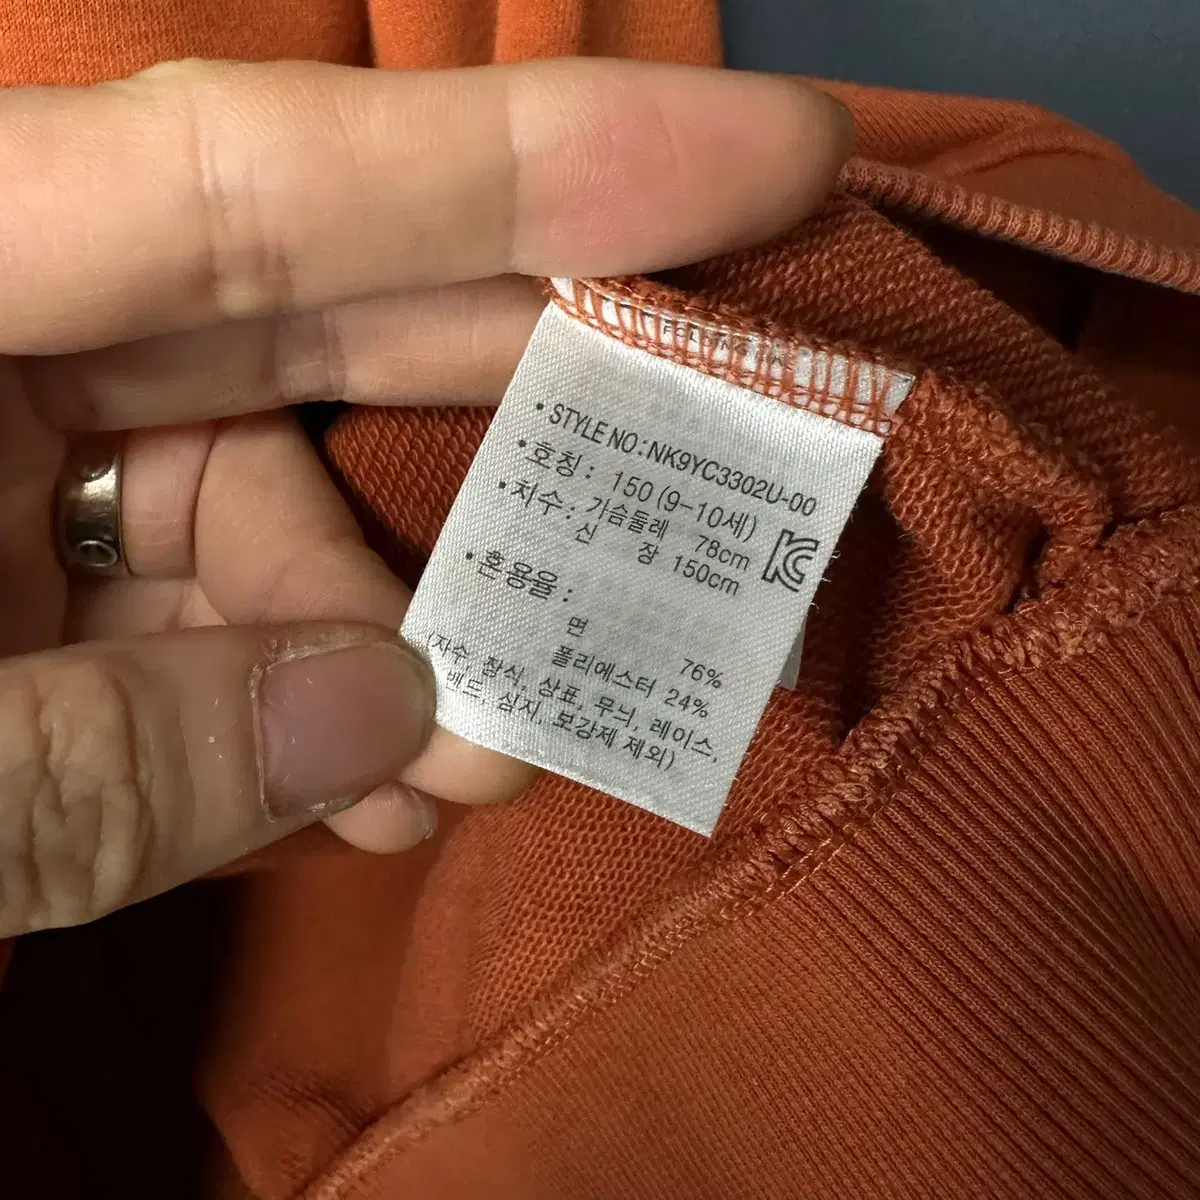 • STYLE NO : NK9YC3302U-00
• 호칭 : 150 (9-10세)
• 치수 : 가슴둘레 78cm
신 장 150cm
• 혼용율 :
면 76%
폴리에스터 24%
(자수, 장식, 상표, 무늬, 레이스,
밴드, 심지, 보강제 제외)